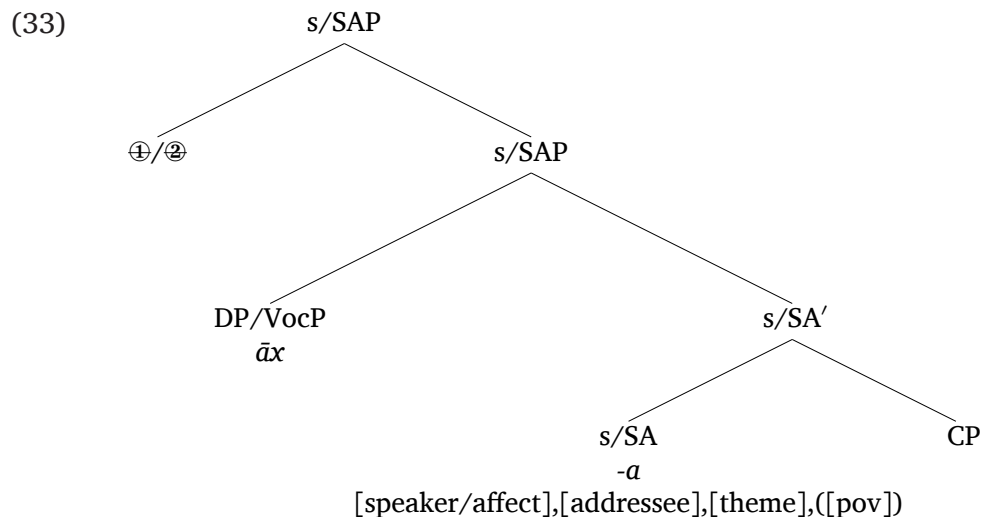 (33) s/SAP
①/② s/SAP
DP/VocP s/SA′
āx
s/SA CP
-a
[speaker/affect],[addressee],[theme],([pov])